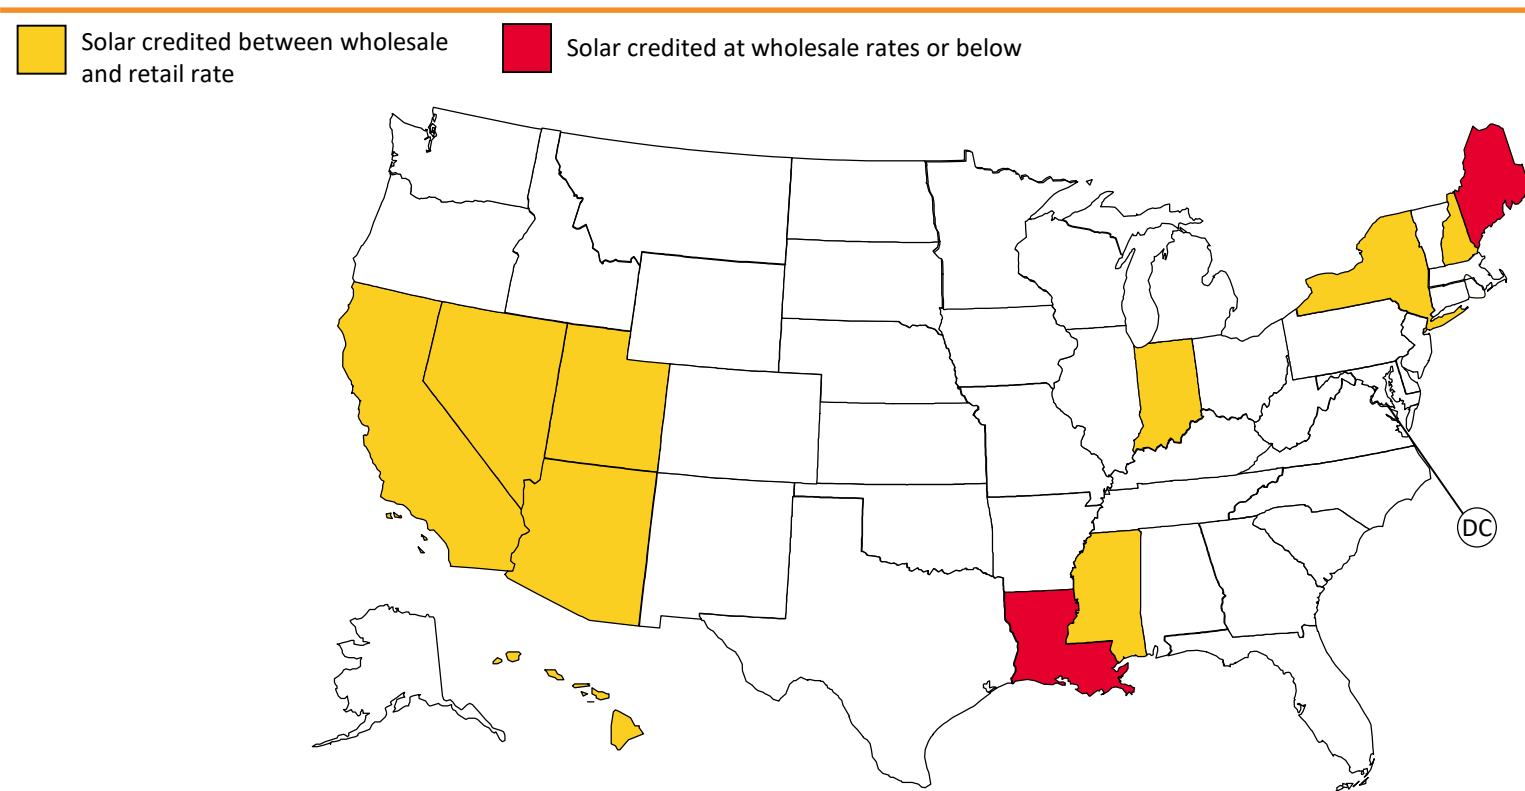 Solar credited between wholesale
and retail rate
Solar credited at wholesale rates or below
DC